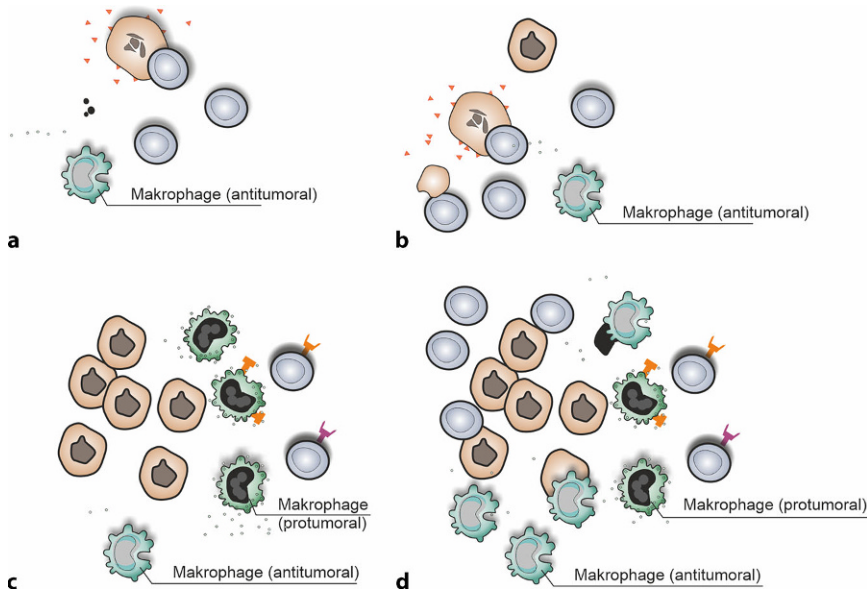 Makrophage (antitumoral)
a
Makrophage (antitumoral)
b
Makrophage
(protumoral)
Makrophage (antitumoral)
c
Makrophage (protumoral)
Makrophage (antitumoral)
d